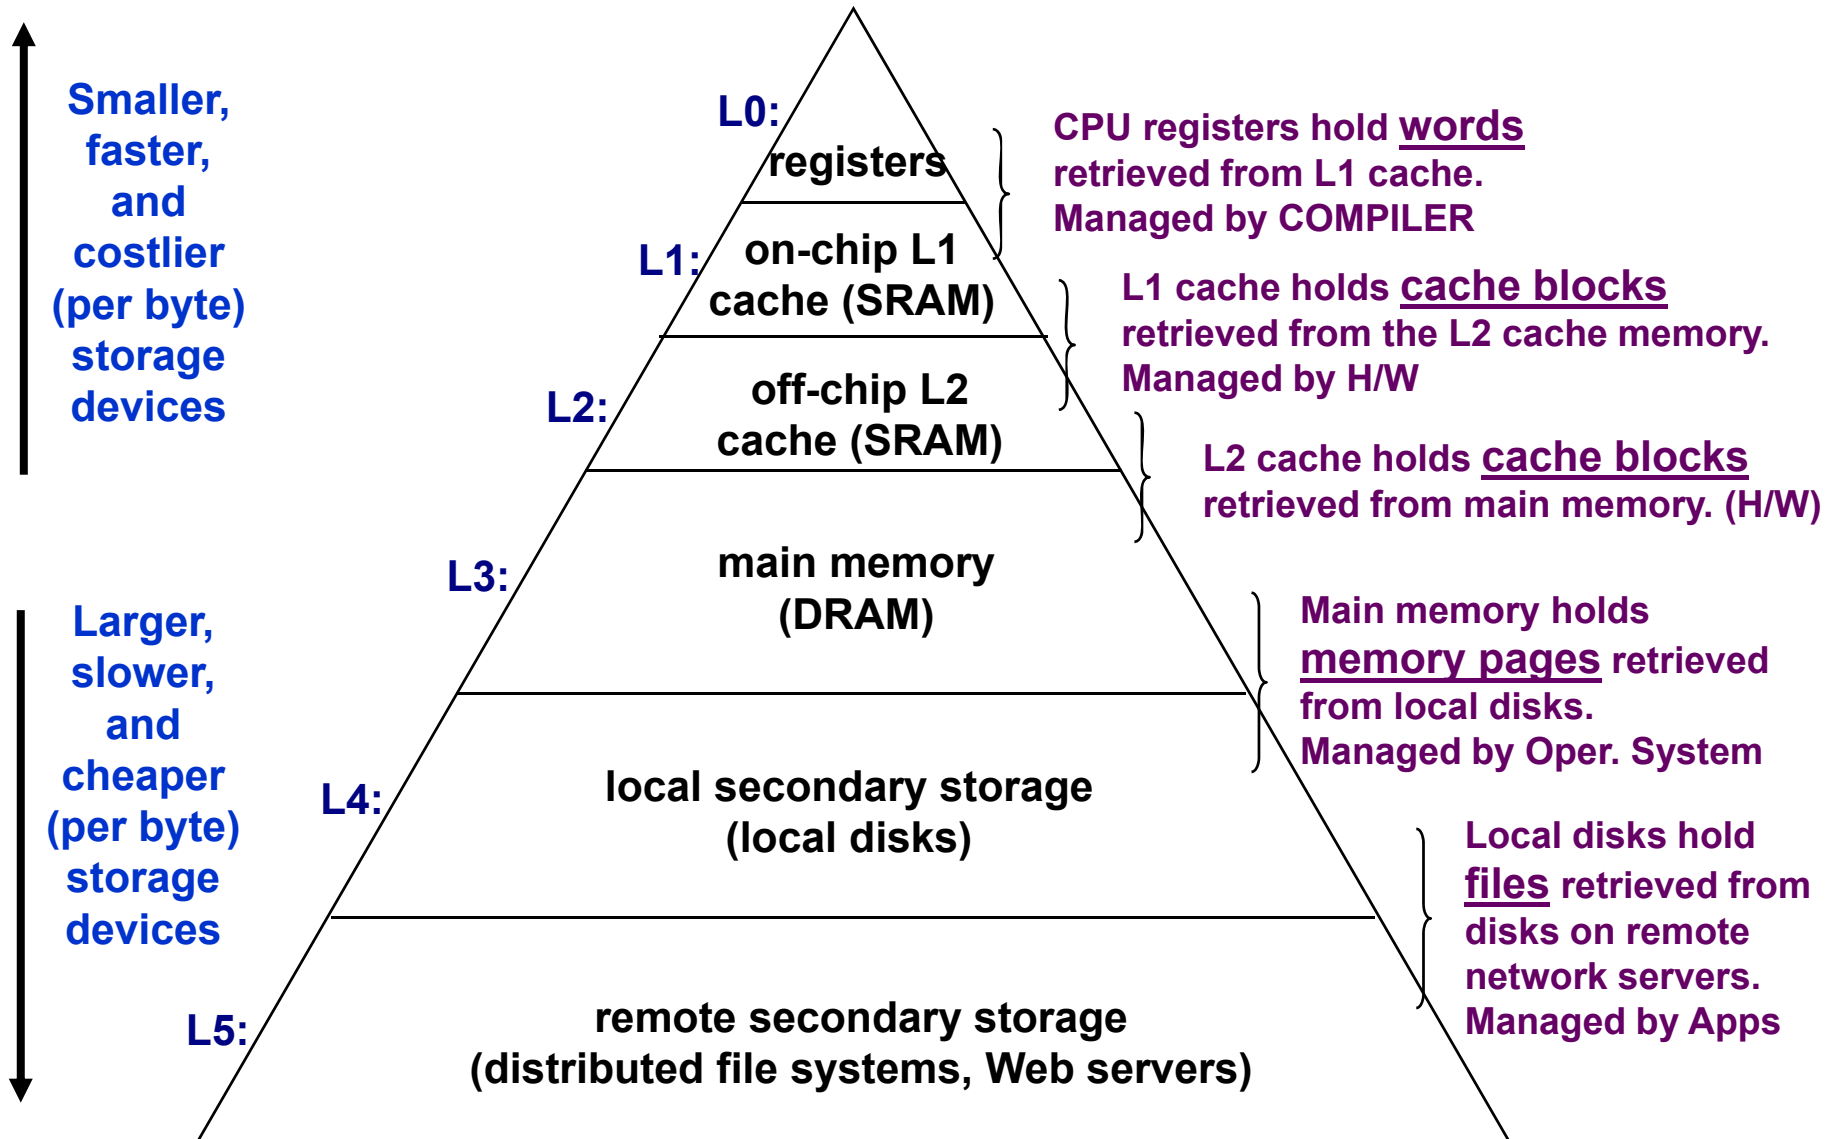 Smaller,
faster,
and
costlier
(per byte)
storage
devices
Larger,
slower,
and
cheaper
(per byte)
storage
devices
L0:
registers
CPU registers hold words
retrieved from L1 cache.
Managed by COMPILER
L1:
on-chip L1
cache (SRAM)
L1 cache holds cache blocks
retrieved from the L2 cache memory.
Managed by H/W
L2:
off-chip L2
cache (SRAM)
L2 cache holds cache blocks
retrieved from main memory. (H/W)
L3:
main memory
(DRAM)
Main memory holds
memory pages retrieved
from local disks.
Managed by Oper. System
L4:
local secondary storage
(local disks)
Local disks hold
files retrieved from
disks on remote
network servers.
Managed by Apps
L5:
remote secondary storage
(distributed file systems, Web servers)